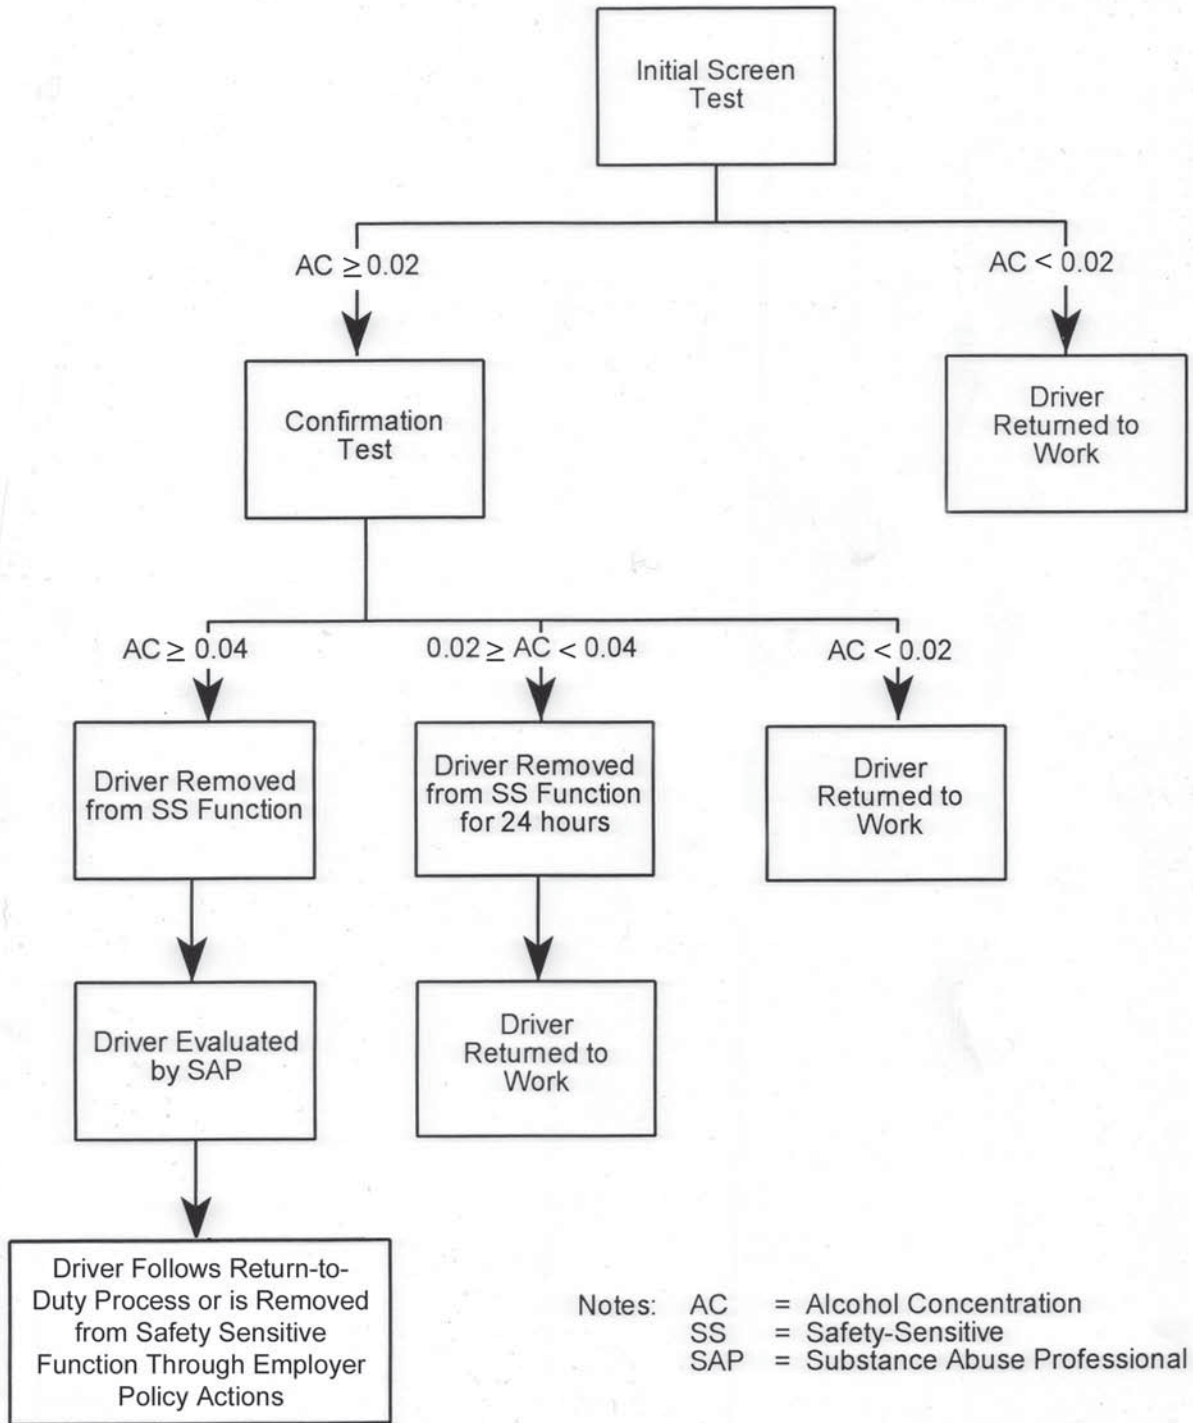 Initial Screen
Test
AC ≥ 0.02
AC < 0.02
Confirmation
Test
Driver
Returned to
Work
AC ≥ 0.04
0.02 ≥ AC < 0.04
AC < 0.02
Driver Removed
from SS Function
Driver Removed
from SS Function
for 24 hours
Driver
Returned to
Work
Driver Evaluated
by SAP
Driver
Returned to
Work
Driver Follows Return-to-
Duty Process or is Removed
from Safety Sensitive
Function Through Employer
Policy Actions
Notes: AC = Alcohol Concentration
SS = Safety-Sensitive
SAP = Substance Abuse Professional